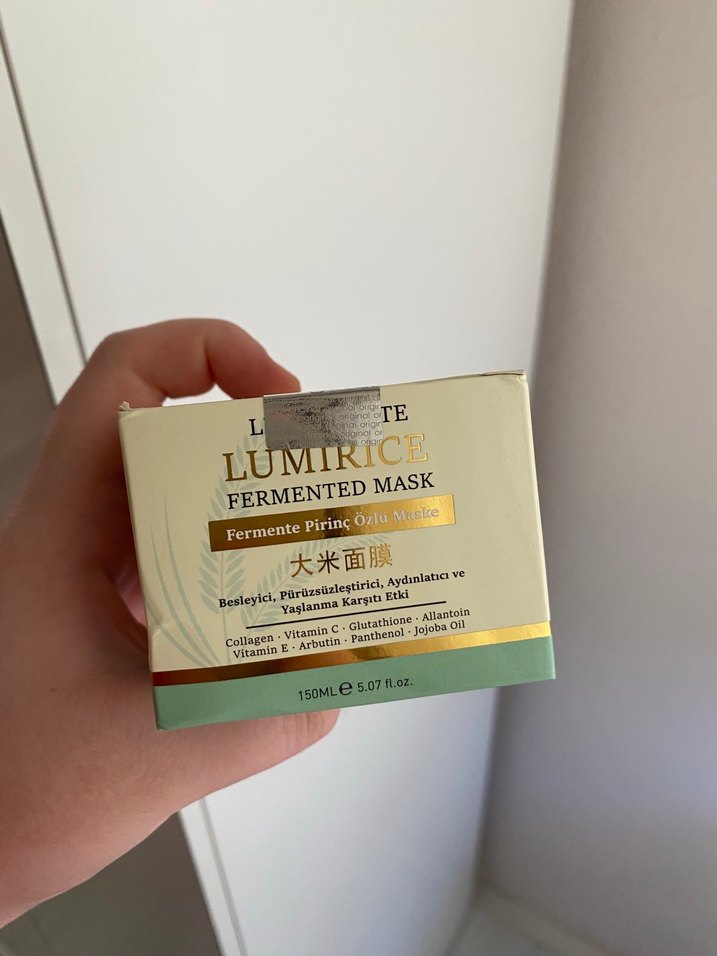 LUMIRICE
FERMENTED MASK
Fermente Pirinç Özlü Maske
大米面膜
Besleyici, Pürüzsüzleştirici, Aydınlatıcı ve
Yaşlanma Karşıtı Etki
Collagen · Vitamin C · Glutathione · Allantoin
Vitamin E · Arbutin · Panthenol · Jojoba Oil
150ML ℮ 5.07 fl.oz.
original